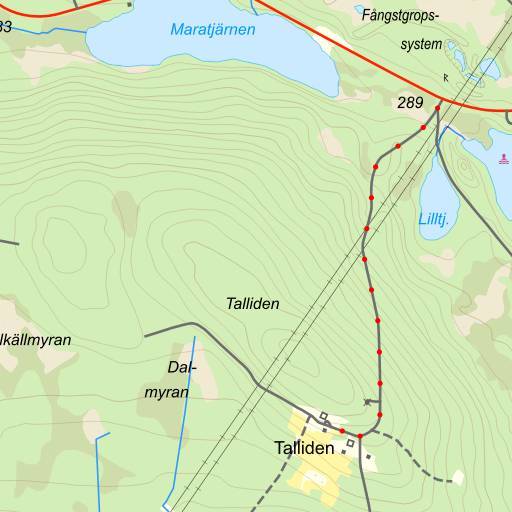 Maratjärnen
Fångstgrops-
system
R
289
Lilltj.
Talliden
lkällmyran
Dal-
myran
Talliden